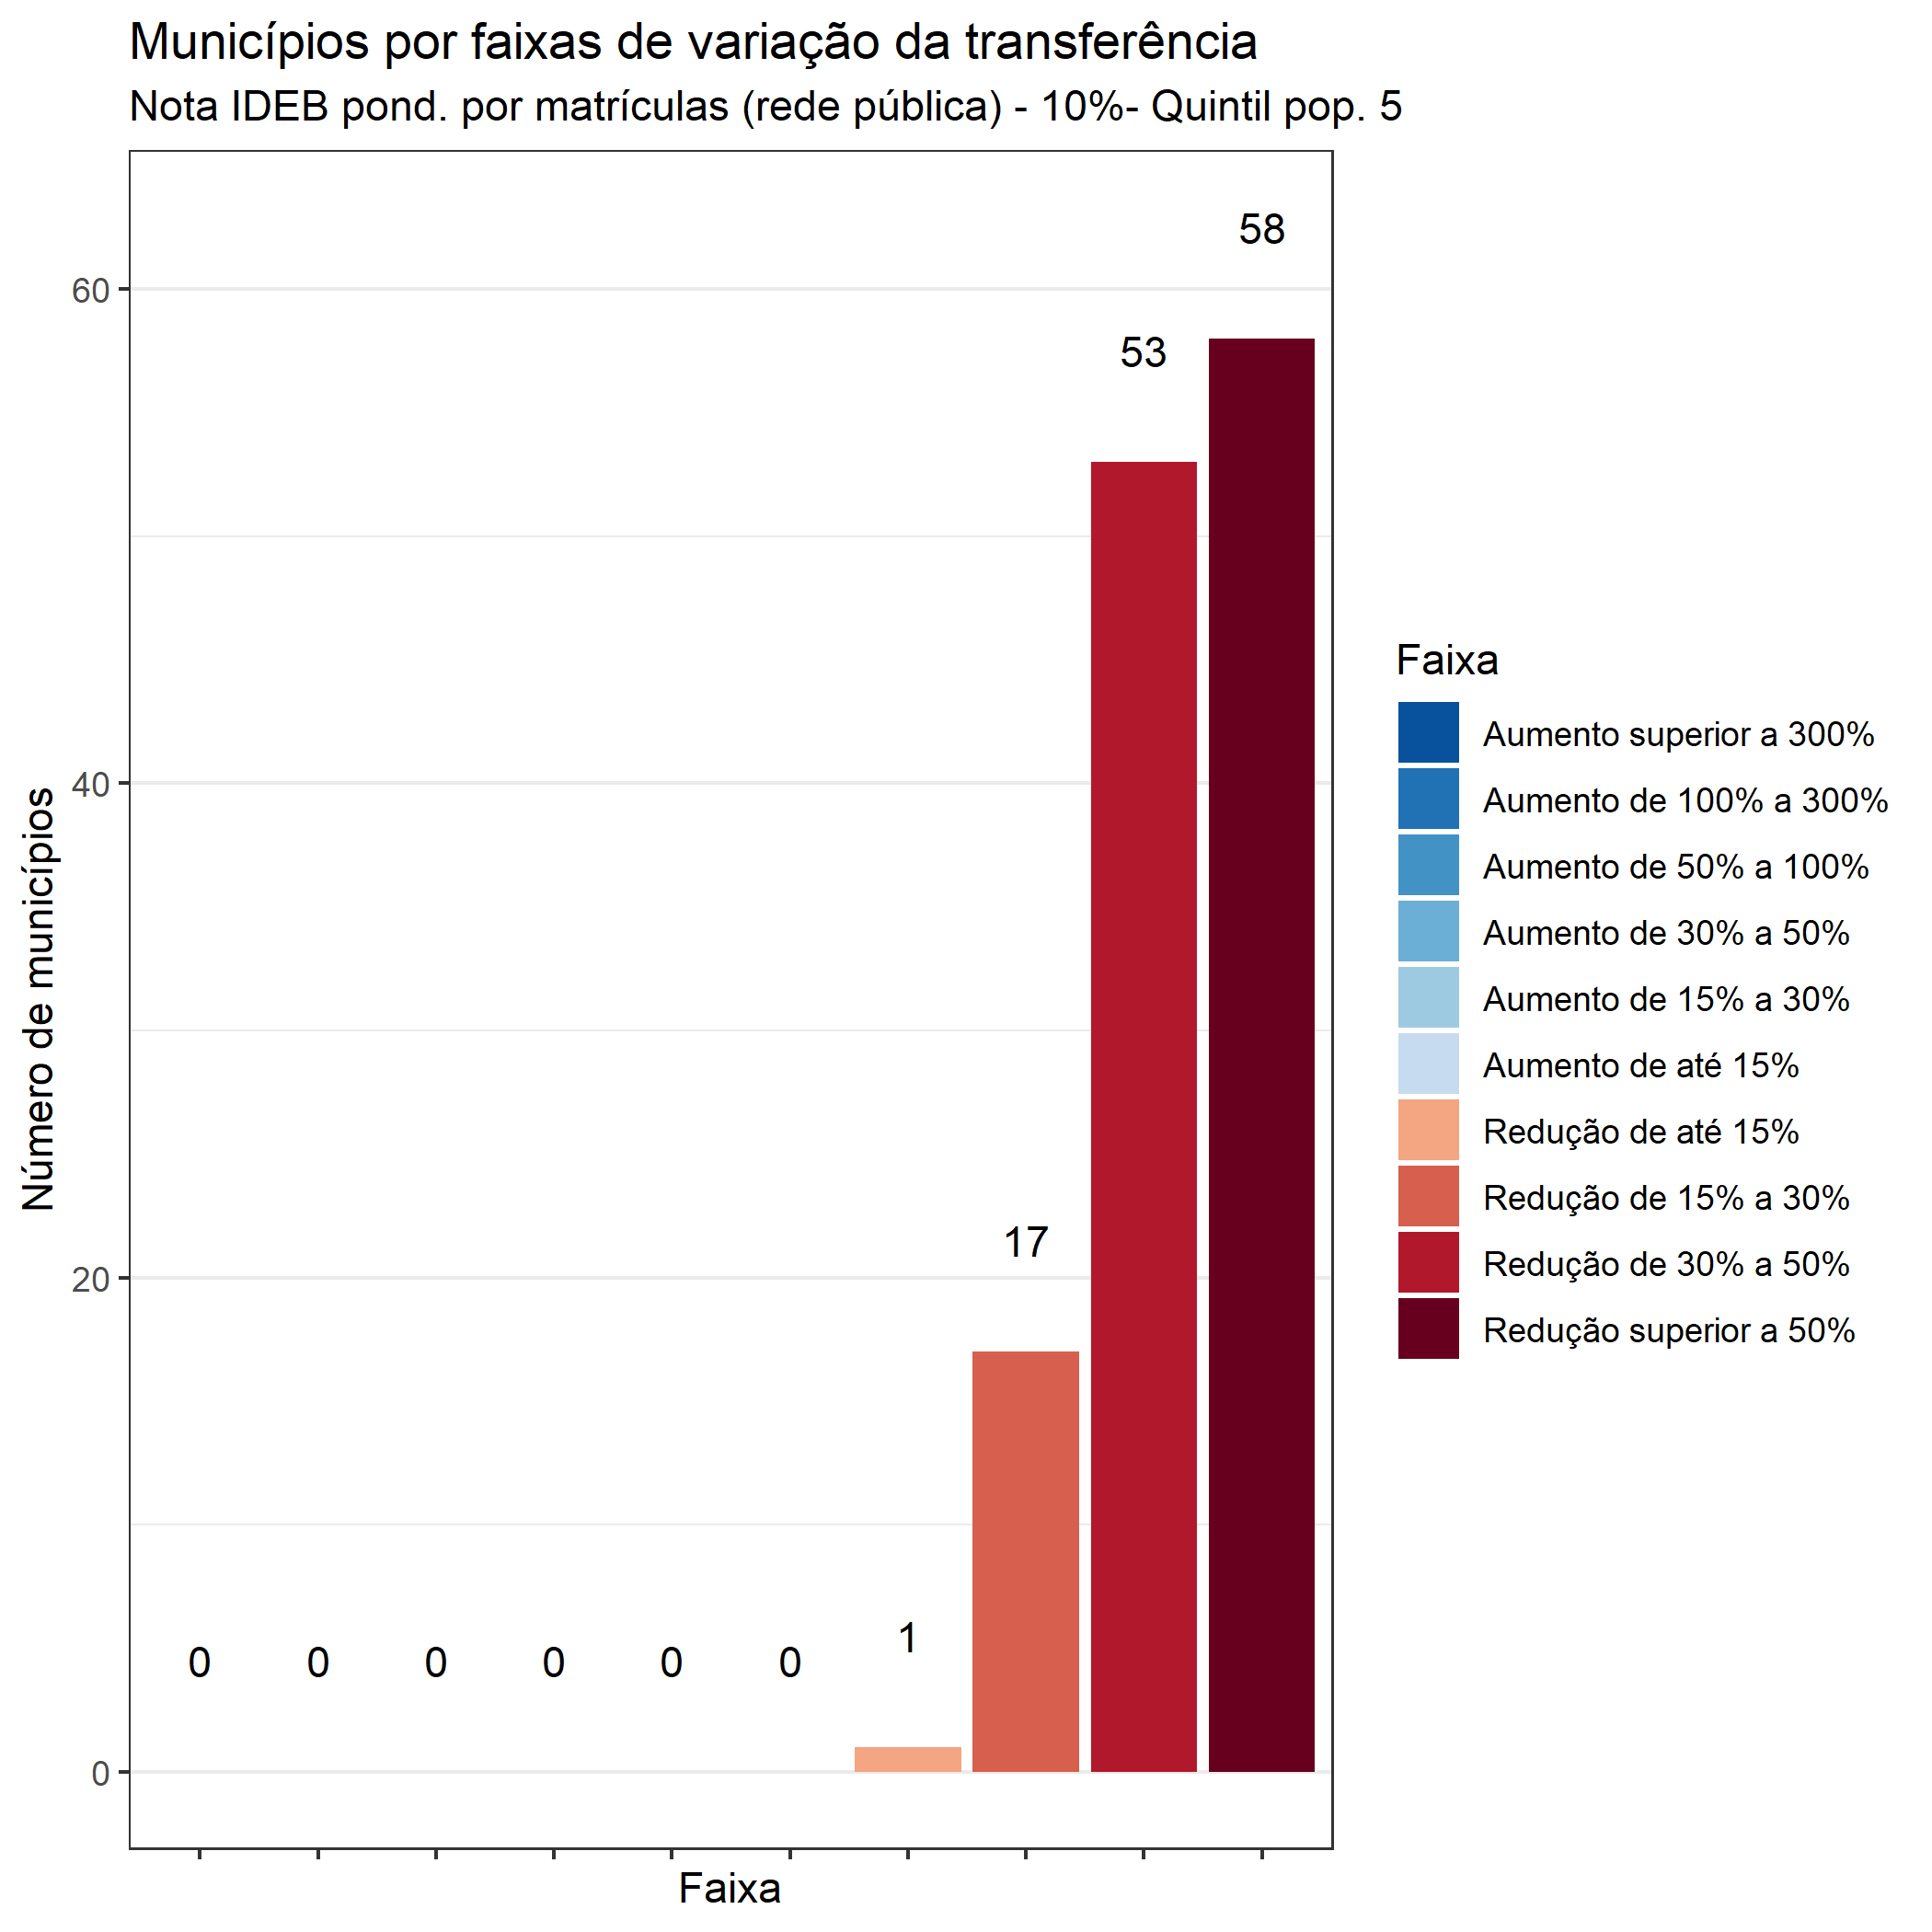 Municípios por faixas de variação da transferência
Nota IDEB pond. por matrículas (rede pública) - 10%- Quintil pop. 5
Número de municípios
60
40
20
0
0
0
0
0
0
0
1
17
53
58
Faixa
Faixa
Aumento superior a 300%
Aumento de 100% a 300%
Aumento de 50% a 100%
Aumento de 30% a 50%
Aumento de 15% a 30%
Aumento de até 15%
Redução de até 15%
Redução de 15% a 30%
Redução de 30% a 50%
Redução superior a 50%